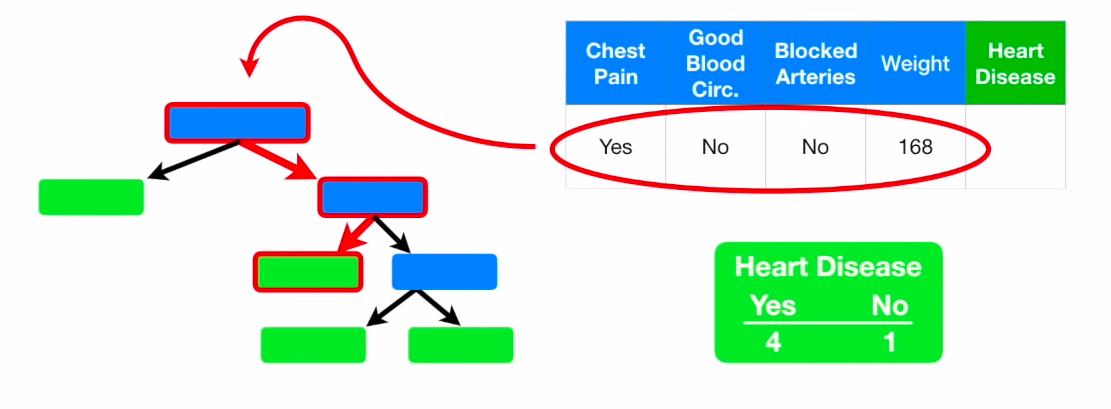 Chest Pain
Good Blood Circ.
Blocked Arteries
Weight
Heart Disease
Yes
No
No
168
Heart Disease
Yes No
4 1